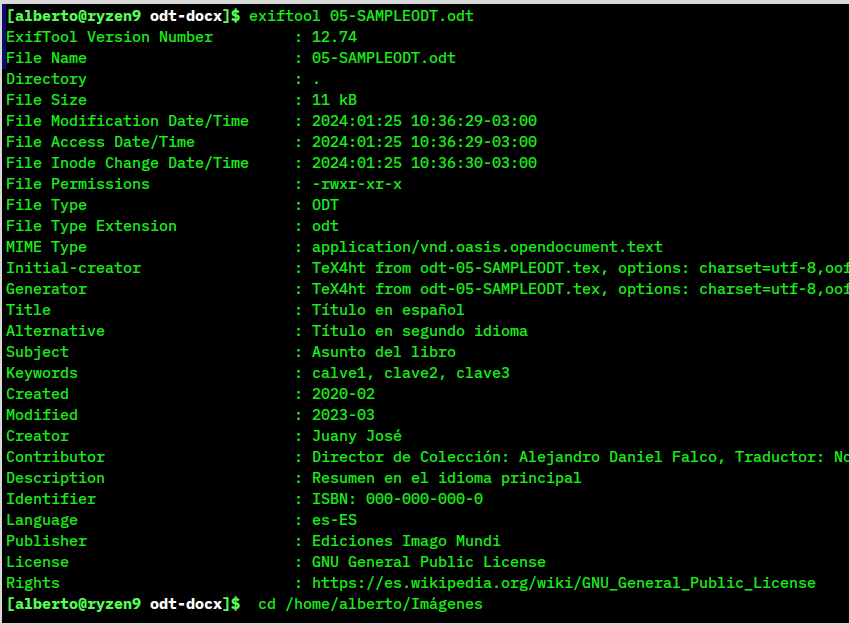 [alberto@ryzen9 odt-docx]$ exiftool 05-SAMPLEODT.odt
ExifTool Version Number : 12.74
File Name : 05-SAMPLEODT.odt
Directory : .
File Size : 11 kB
File Modification Date/Time : 2024:01:25 10:36:29-03:00
File Access Date/Time : 2024:01:25 10:36:29-03:00
File Inode Change Date/Time : 2024:01:25 10:36:30-03:00
File Permissions : -rwxr-xr-x
File Type : ODT
File Type Extension : odt
MIME Type : application/vnd.oasis.opendocument.text
Initial-creator : TeX4ht from odt-05-SAMPLEODT.tex, options: charset=utf-8,oof
Generator : TeX4ht from odt-05-SAMPLEODT.tex, options: charset=utf-8,oof
Title : Título en español
Alternative : Título en segundo idioma
Subject : Asunto del libro
Keywords : calve1, clave2, clave3
Created : 2020-02
Modified : 2023-03
Creator : Juany José
Contributor : Director de Colección: Alejandro Daniel Falco, Traductor: No
Description : Resumen en el idioma principal
Identifier : ISBN: 000-000-000-0
Language : es-ES
Publisher : Ediciones Imago Mundi
License : GNU General Public License
Rights : https://es.wikipedia.org/wiki/GNU_General_Public_License
[alberto@ryzen9 odt-docx]$ cd /home/alberto/Imágenes